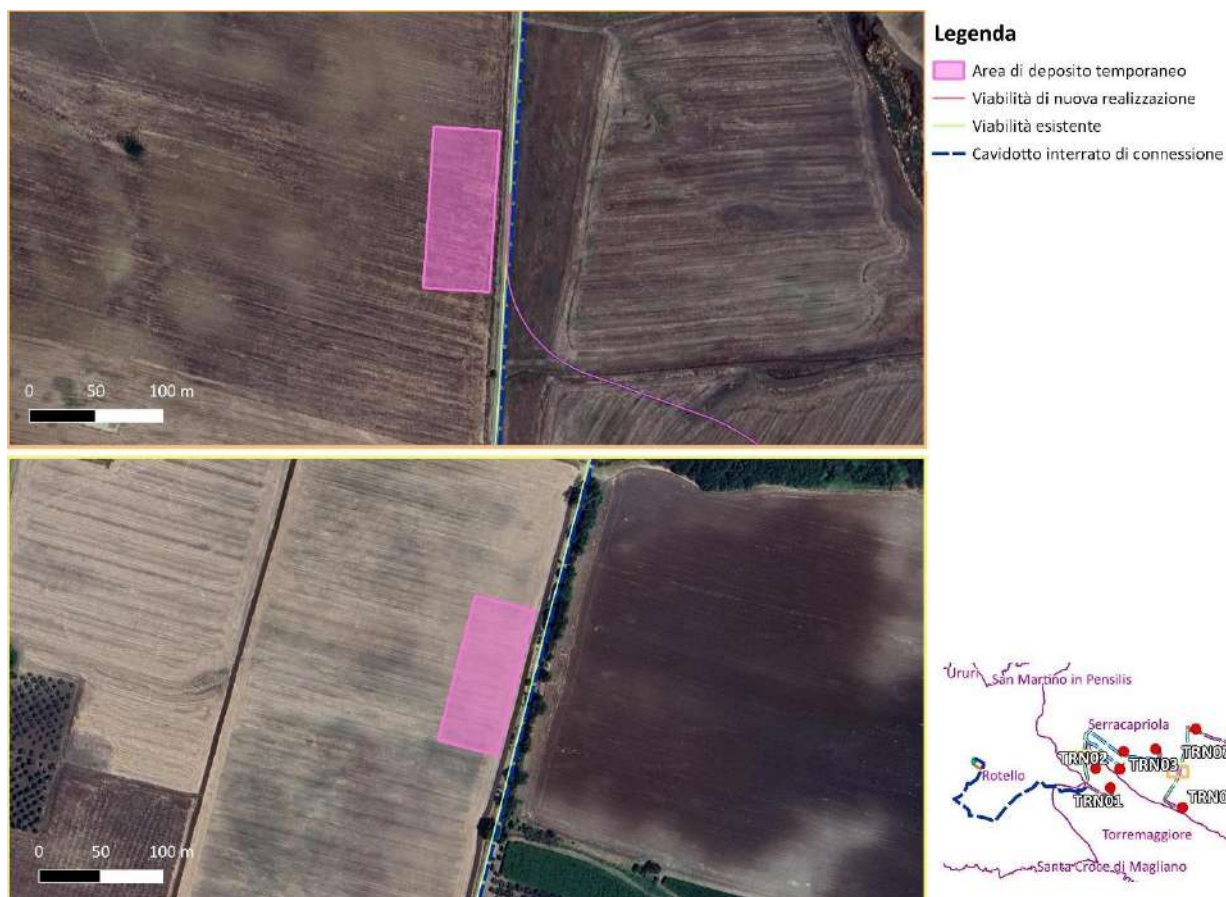 Legenda
Area di deposito temporaneo
Viabilità di nuova realizzazione
Viabilità esistente
Cavidotto interrato di connessione
0 50 100 m
0 50 100 m
Ururi
San Martino in Pensilis
Serracapriola
TRN02
TRN03
Rotello
TRN01
Torremaggiore
Santa Croce di Magliano